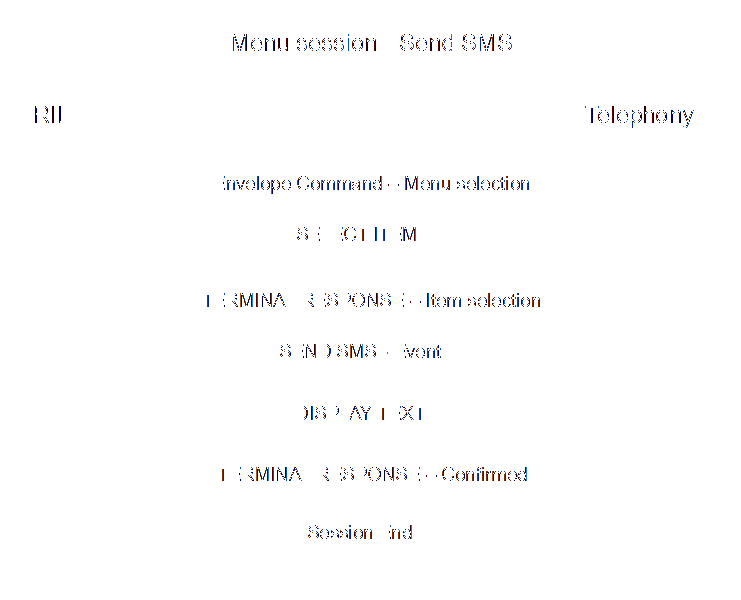 Menu session - Send SMS
RIL
Telephony
Envelope Command - Menu selection
SELECT ITEM
TERMINAL RESPONSE - Item selection
SEND SMS - Event
DISPLAY TEXT
TERMINAL RESPONSE - Confirmed
Session End